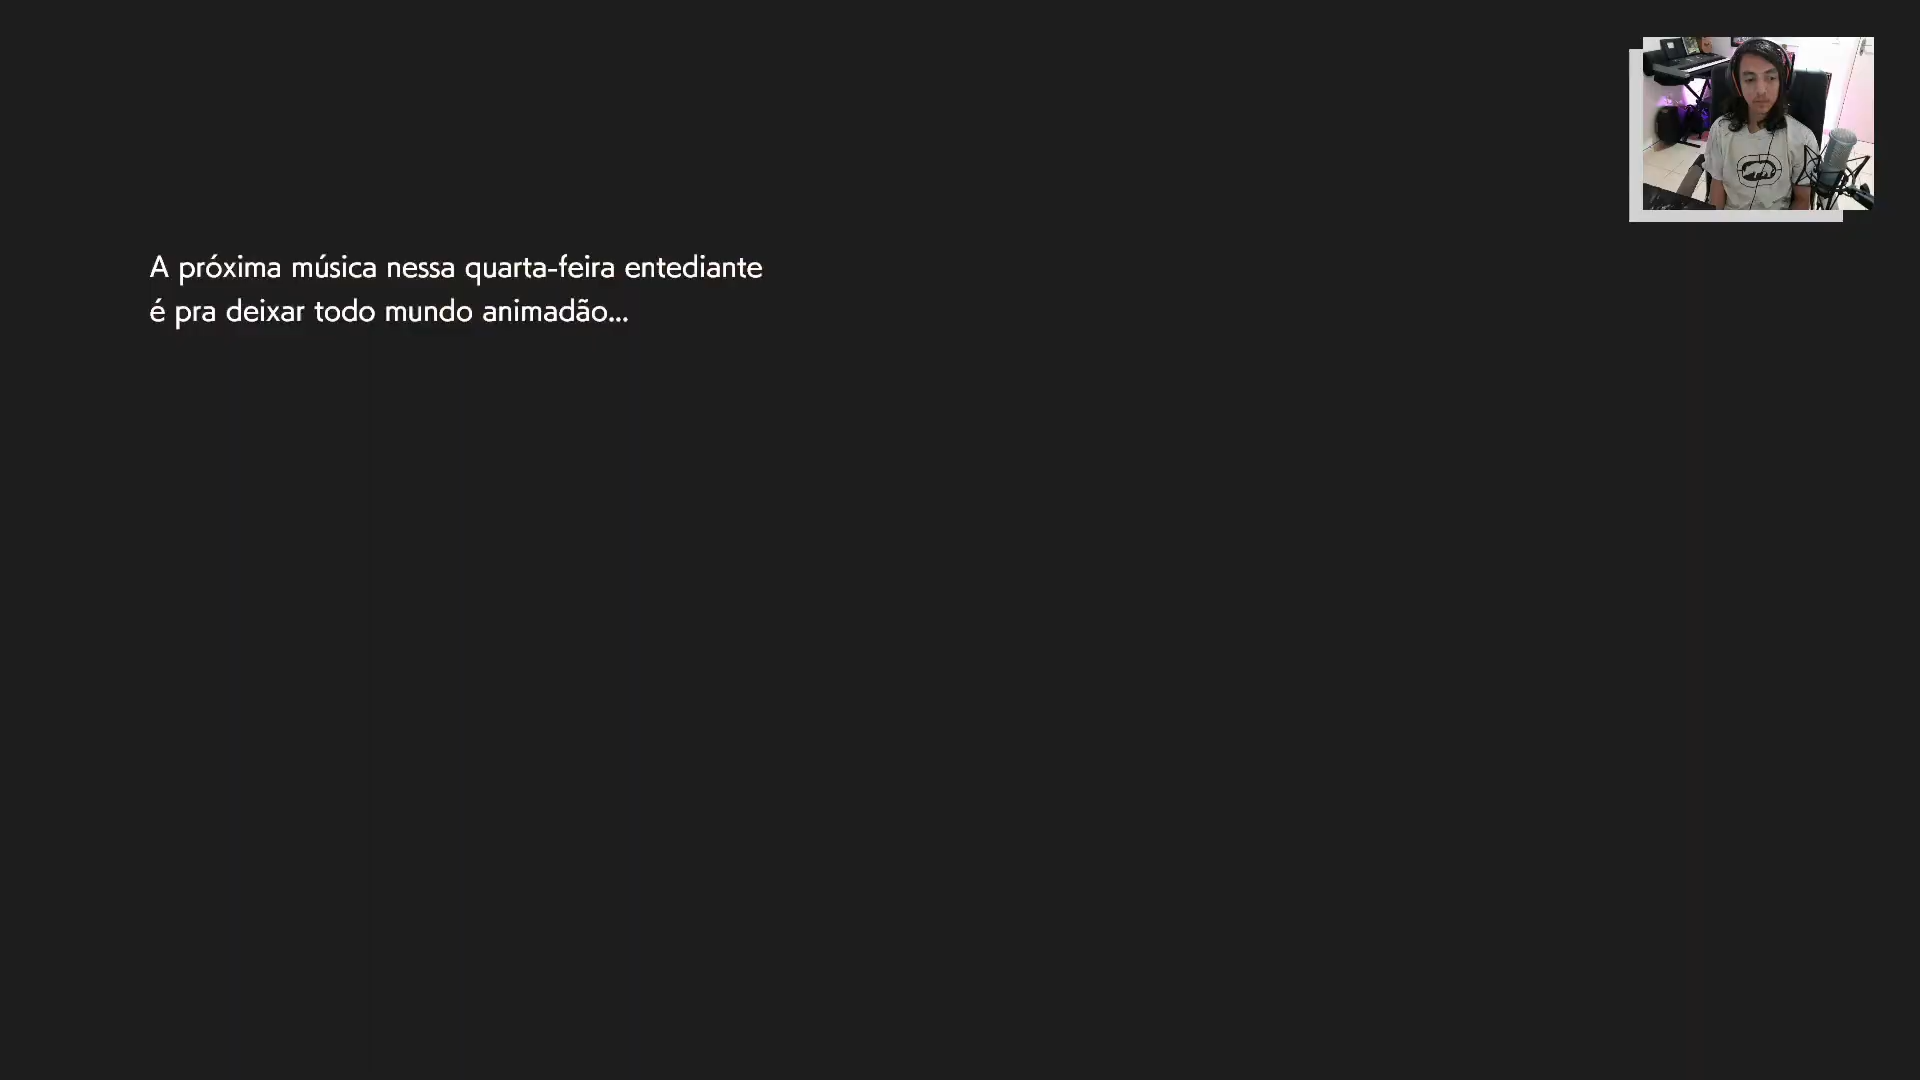 A próxima música nessa quarta-feira entediante
é pra deixar todo mundo animadão...